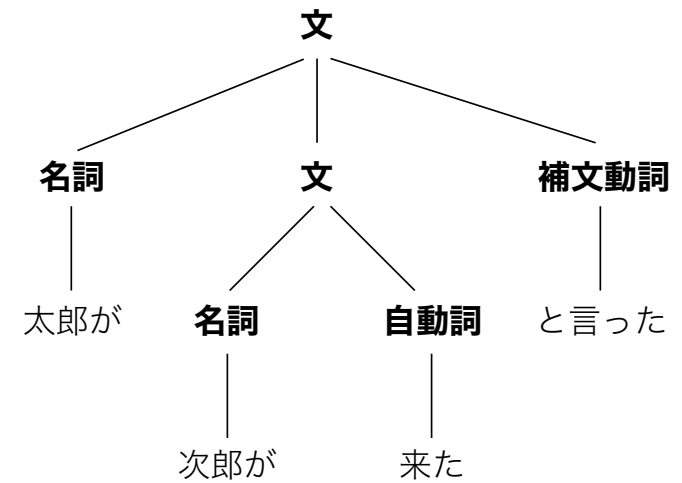 文
名詞 文 補文動詞
太郎が 名詞 自動詞 と言った
次郎が 来た